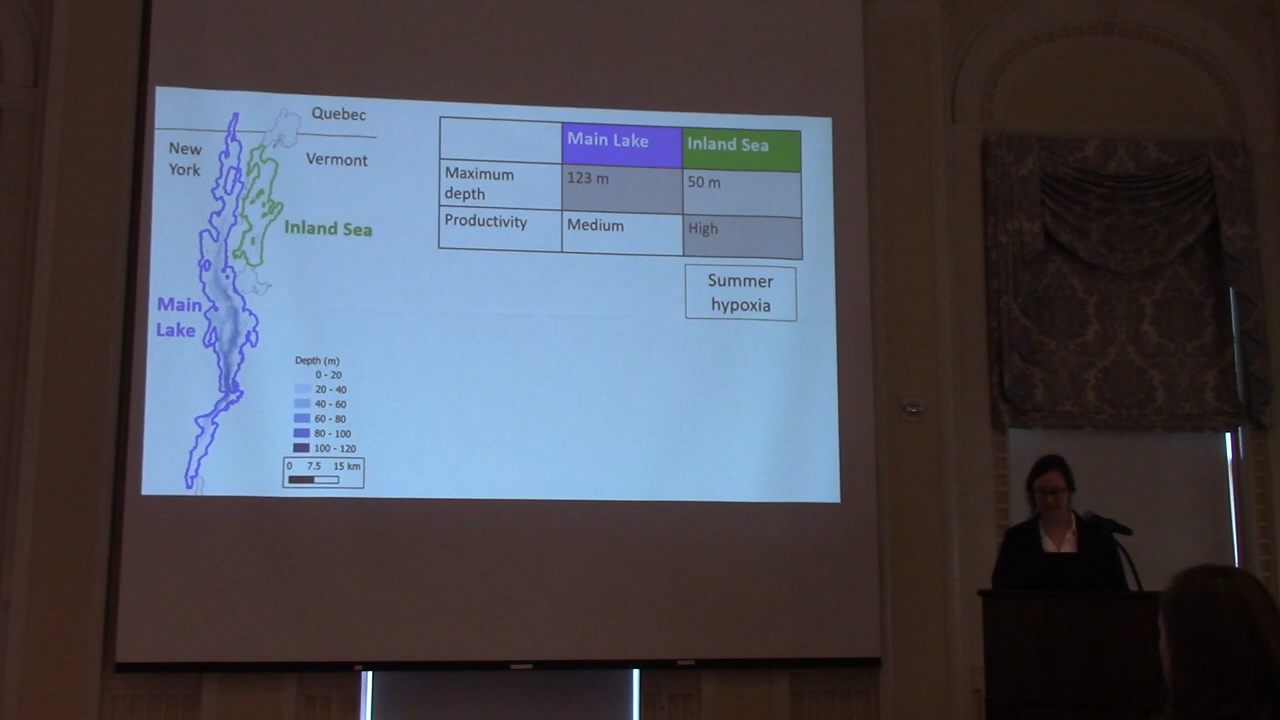 Quebec
New
York
Vermont
Inland Sea
Main
Lake
Depth (m)
0 - 20
20 - 40
40 - 60
60 - 80
80 - 100
100 - 120
0 7.5 15 km
Main Lake Inland Sea
Maximum
depth
123 m
50 m
Productivity
Medium
High
Summer
hypoxia